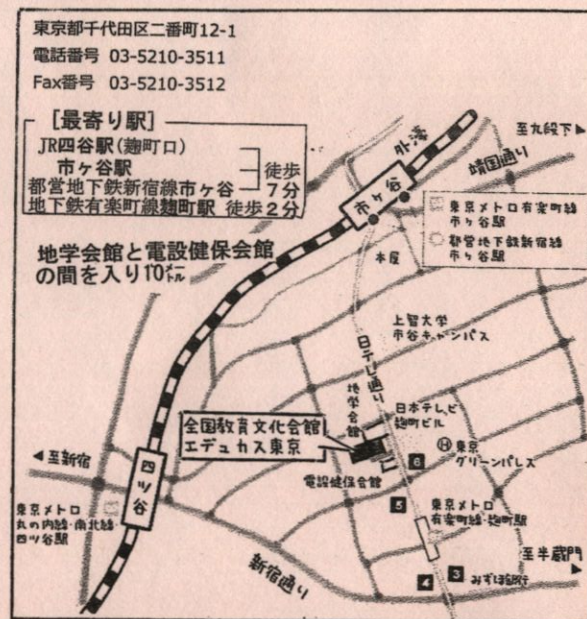 東京都千代田区二番町12-1
電話番号 03-5210-3511
Fax番号 03-5210-3512
[最寄り駅]
JR四谷駅(麹町口)
市ヶ谷駅
徒歩
都営地下鉄新宿線市ヶ谷
7分
地下鉄有楽町線麹町駅 徒歩2分
地学会館と電設健保会館
の間を入り10メートル
外濠
至九段下▶
靖国通り
市ヶ谷
東京メトロ有楽町線
市ヶ谷駅
都営地下鉄新宿線
市ヶ谷駅
本屋
上智大学
市谷キャンパス
日テレ通り
地学会館
日本テレビ
麹町ビル
全国教育文化会館
エデュカス東京
H東京
グリーンパレス
6
◀至新宿
四ツ谷
電設健保会館
5
東京メトロ
丸の内線・南北線
四ツ谷駅
東京メトロ
有楽町線・麹町駅
新宿通り
至半蔵門
▶
4
3
みずほ銀行